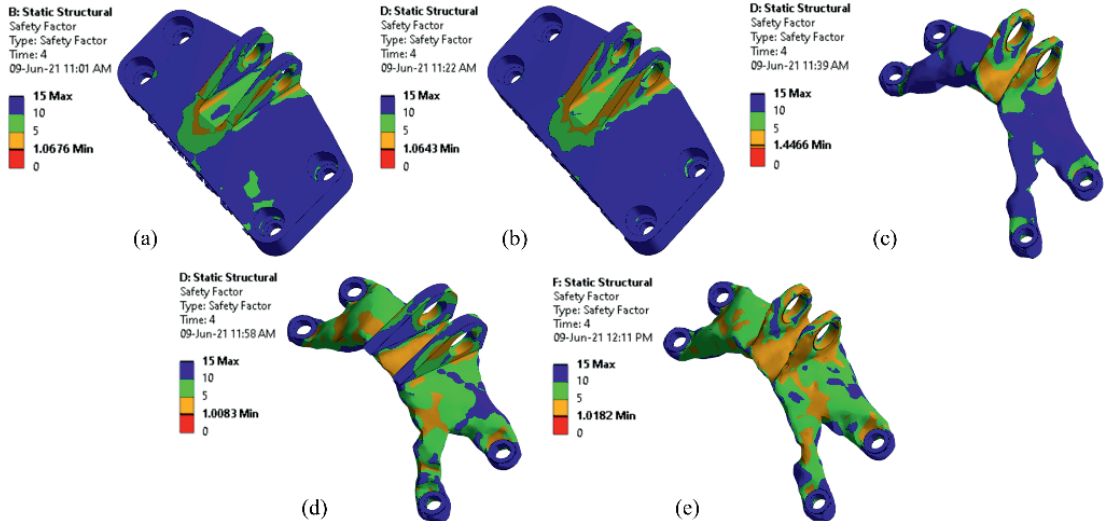 B: Static Structural
Safety Factor
Type: Safety Factor
Time: 4
09-Jun-21 11:01 AM
15 Max
10
5
1.0676 Min
0
(a)
D: Static Structural
Safety Factor
Type: Safety Factor
Time: 4
09-Jun-21 11:22 AM
15 Max
10
5
1.0643 Min
0
(b)
D: Static Structural
Safety Factor
Type: Safety Factor
Time: 4
09-Jun-21 11:39 AM
15 Max
10
5
1.4466 Min
0
(c)
D: Static Structural
Safety Factor
Type: Safety Factor
Time: 4
09-Jun-21 11:58 AM
15 Max
10
5
1.0083 Min
0
(d)
F: Static Structural
Safety Factor
Type: Safety Factor
Time: 4
09-Jun-21 12:11 PM
15 Max
10
5
1.0182 Min
0
(e)